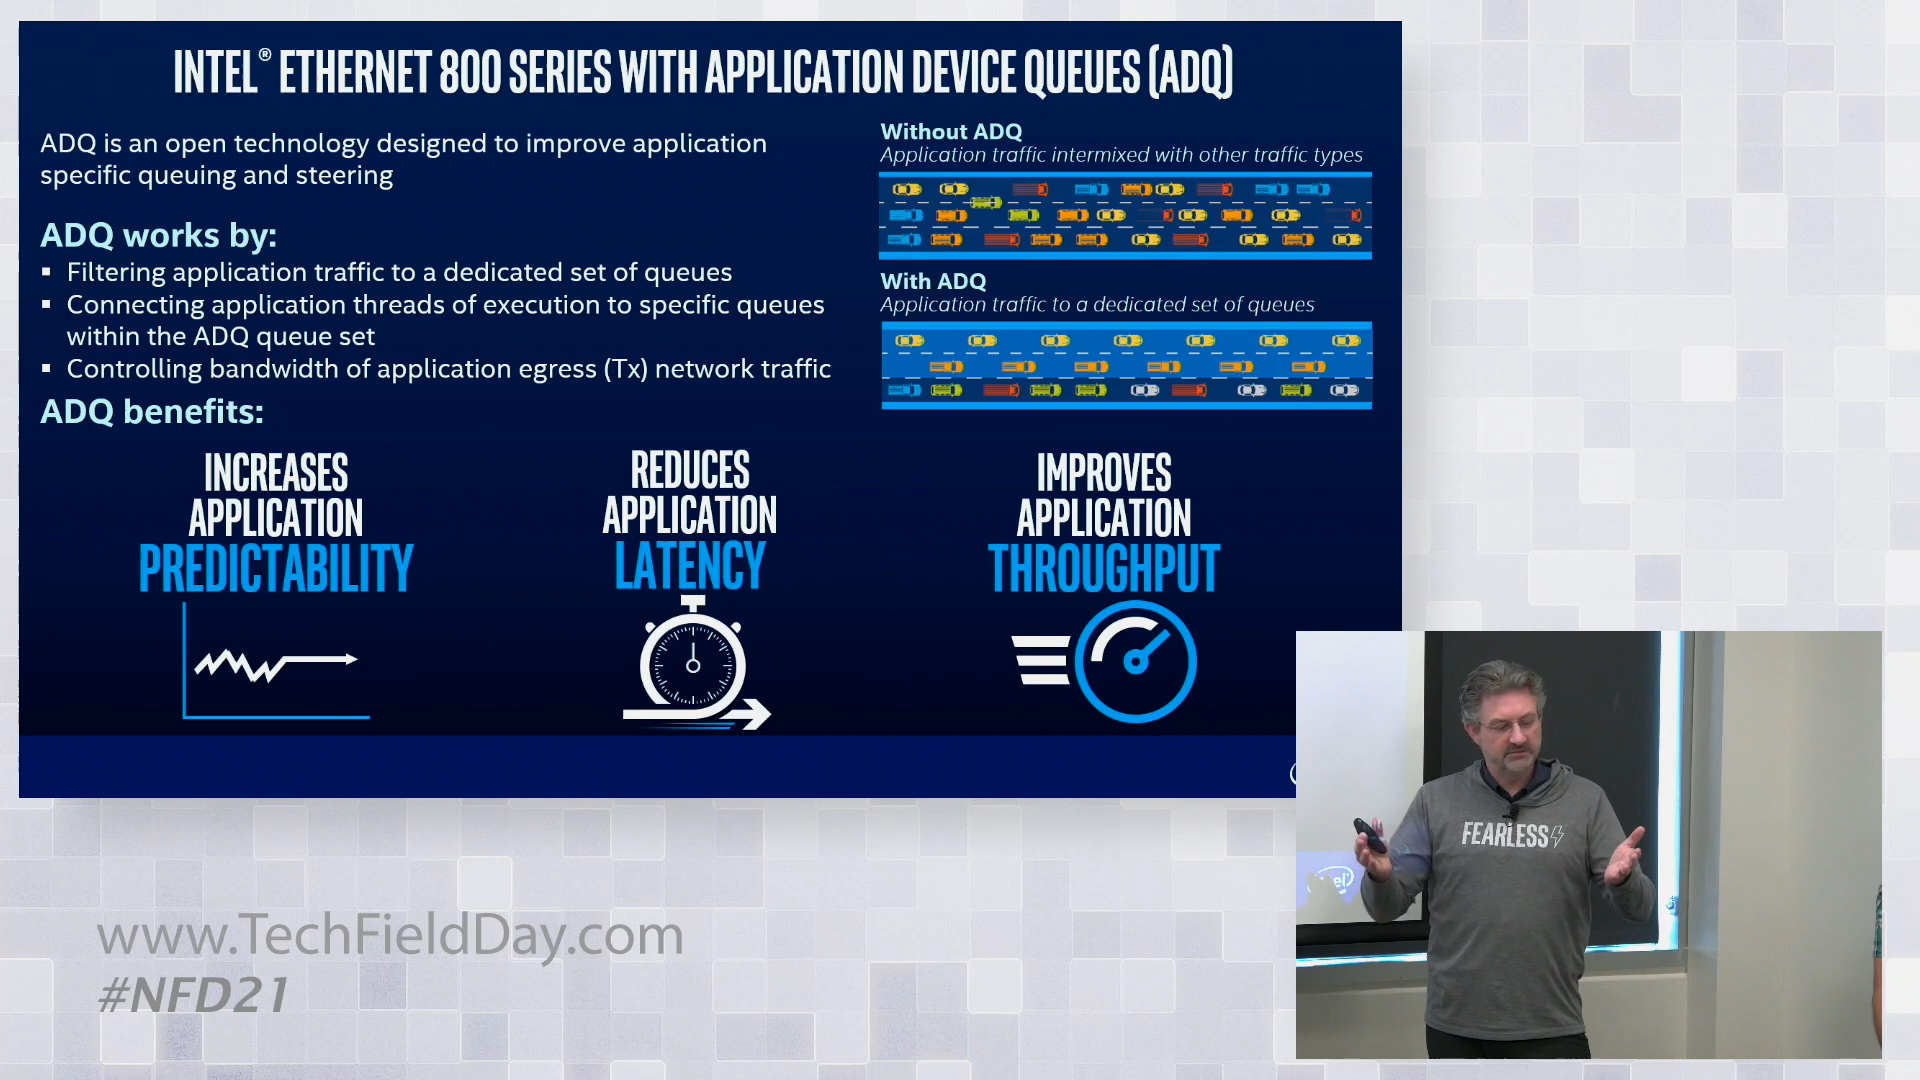 INTEL® ETHERNET 800 SERIES WITH APPLICATION DEVICE QUEUES (ADQ)
ADQ is an open technology designed to improve application
specific queuing and steering
ADQ works by:
▪ Filtering application traffic to a dedicated set of queues
▪ Connecting application threads of execution to specific queues
within the ADQ queue set
▪ Controlling bandwidth of application egress (Tx) network traffic
ADQ benefits:
Without ADQ
Application traffic intermixed with other traffic types
With ADQ
Application traffic to a dedicated set of queues
INCREASES
APPLICATION
PREDICTABILITY
REDUCES
APPLICATION
LATENCY
IMPROVES
APPLICATION
THROUGHPUT
FEARLESS
www.TechFieldDay.com
#NFD21